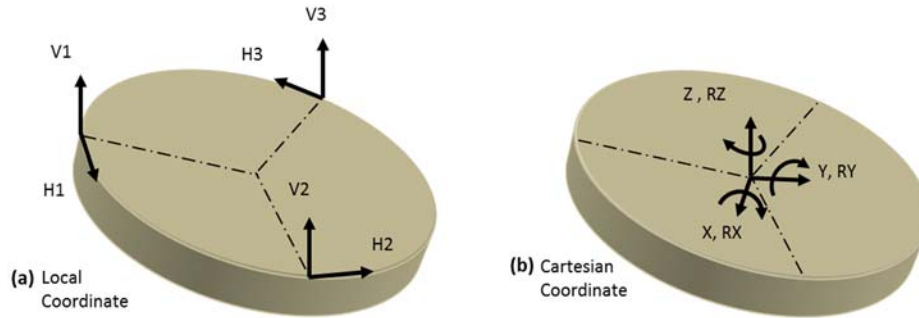 V3
V1
H3
H1
V2
H2
(a) Local
Coordinate
Z , RZ
Y, RY
X, RX
(b) Cartesian
Coordinate